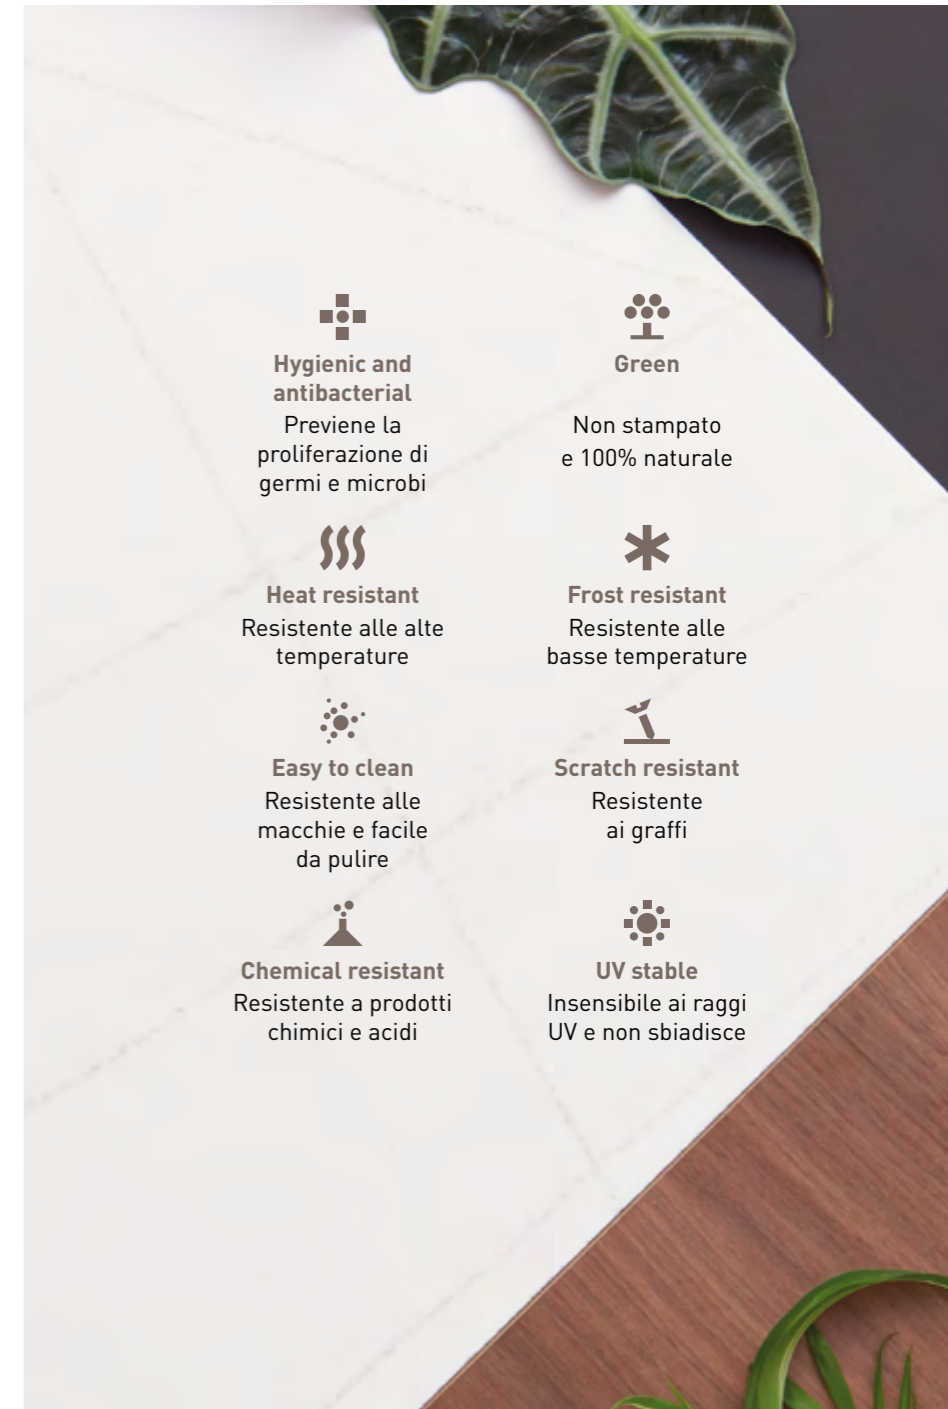 Hygienic and
antibacterial
Previene la
proliferazione di
germi e microbi
Green
Non stampato
e 100% naturale
Heat resistant
Resistente alle alte
temperature
Frost resistant
Resistente alle
basse temperature
Easy to clean
Resistente alle
macchie e facile
da pulire
Scratch resistant
Resistente
ai graffi
Chemical resistant
Resistente a prodotti
chimici e acidi
UV stable
Insensibile ai raggi
UV e non sbiadisce